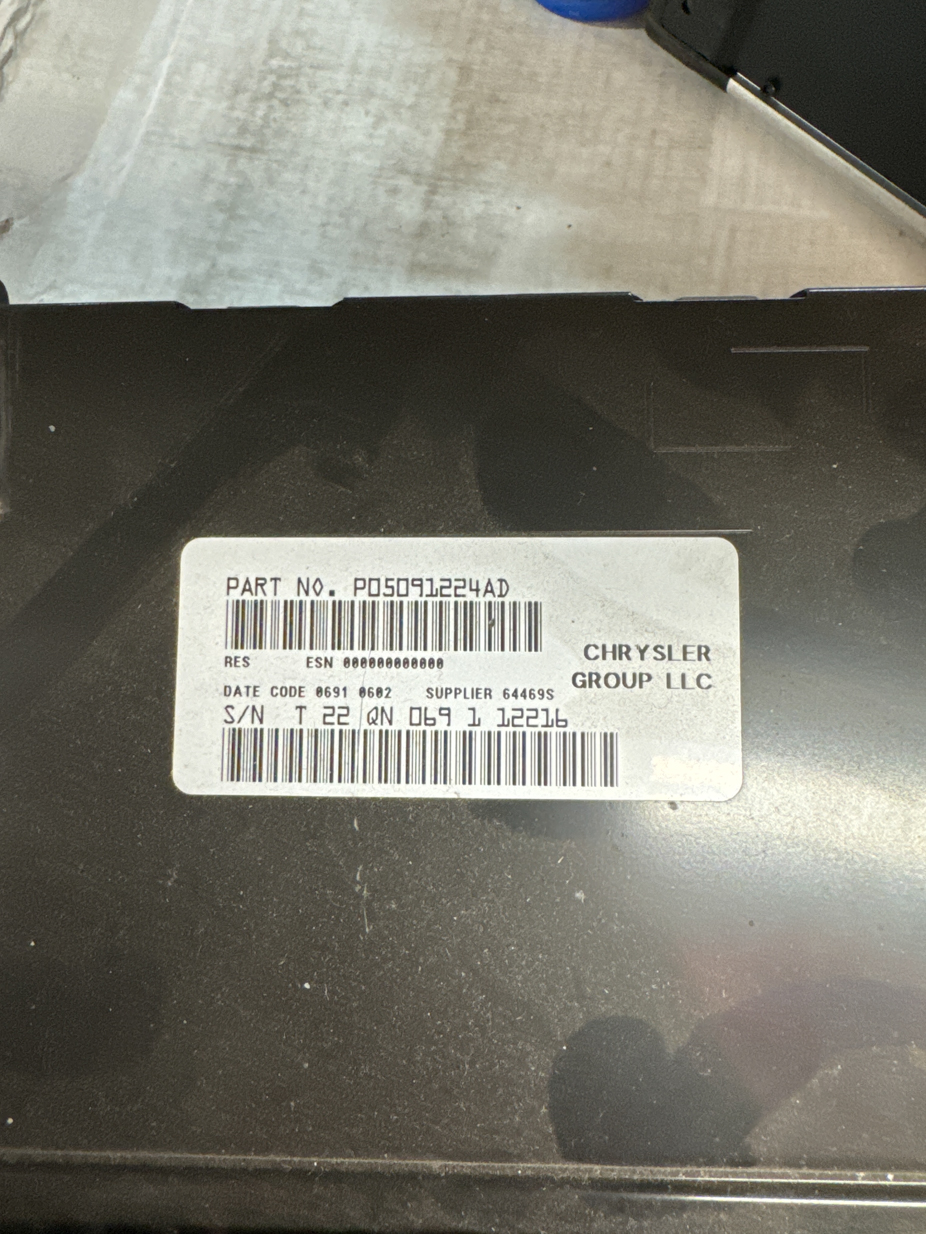 PART NO. P05091224AD
RES ESN 000000000000
DATE CODE 0691 0602 SUPPLIER 64469S
S/N T 22 QN 069 1 12216
CHRYSLER
GROUP LLC